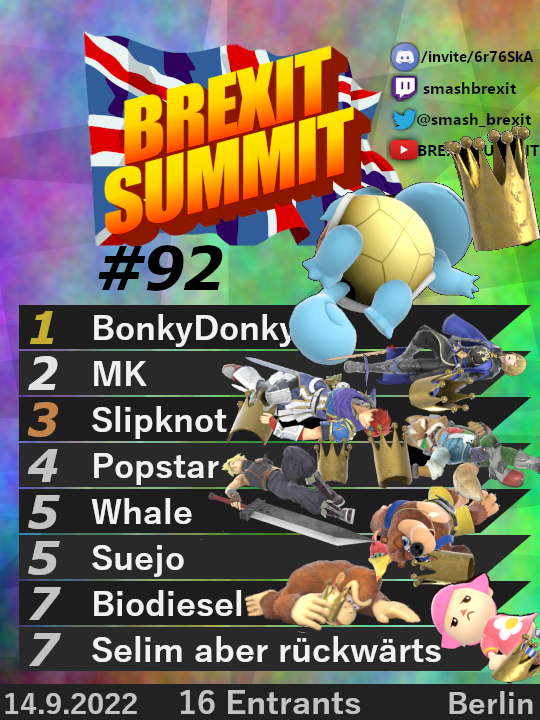 BREXIT
SUMMIT
#92
/invite/6r76SkA
smashbrexit
@smash_brexit
1 BonkyDonky
2 MK
3 Slipknot
4 Popstar
5 Whale
5 Suejo
7 Biodiesel
7 Selim aber rückwärts
14.9.2022 16 Entrants Berlin